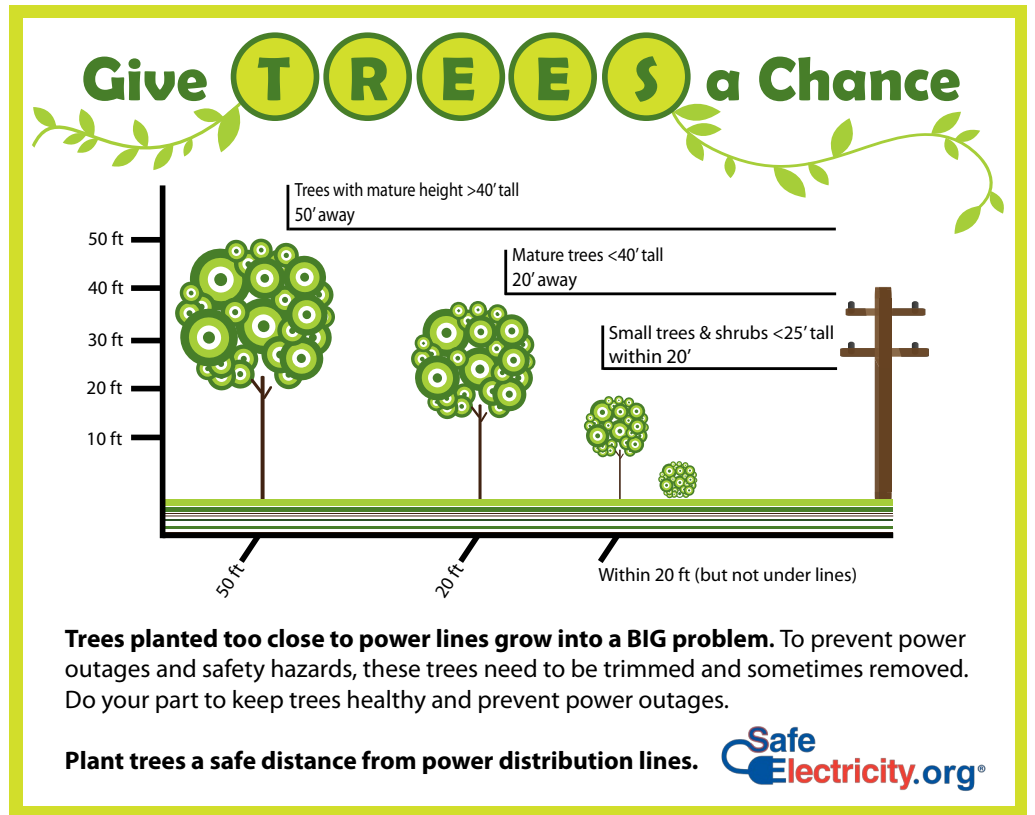 Give TREES a Chance
Trees with mature height >40' tall
50' away
Mature trees <40' tall
20' away
Small trees & shrubs <25' tall
within 20'
50 ft
40 ft
30 ft
20 ft
10 ft
50 ft
20 ft
Within 20 ft (but not under lines)
Trees planted too close to power lines grow into a BIG problem. To prevent power
outages and safety hazards, these trees need to be trimmed and sometimes removed.
Do your part to keep trees healthy and prevent power outages.
Plant trees a safe distance from power distribution lines.
Safe
Electricity.org®